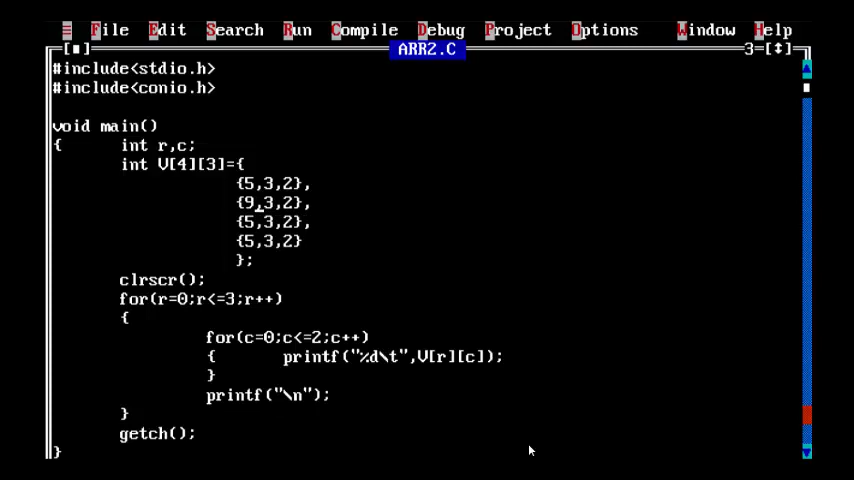 ≡ File Edit Search Run Compile Debug Project Options Window Help
[■] ARR2.C 3=[↕]
#include<stdio.h>
#include<conio.h>
void main()
{ int r,c;
int V[4][3]={
{5,3,2},
{9,3,2},
{5,3,2},
{5,3,2}
};
clrscr();
for(r=0;r<=3;r++)
{
for(c=0;c<=2;c++)
{ printf("%d\t",V[r][c]);
}
printf("\n");
}
getch();
}